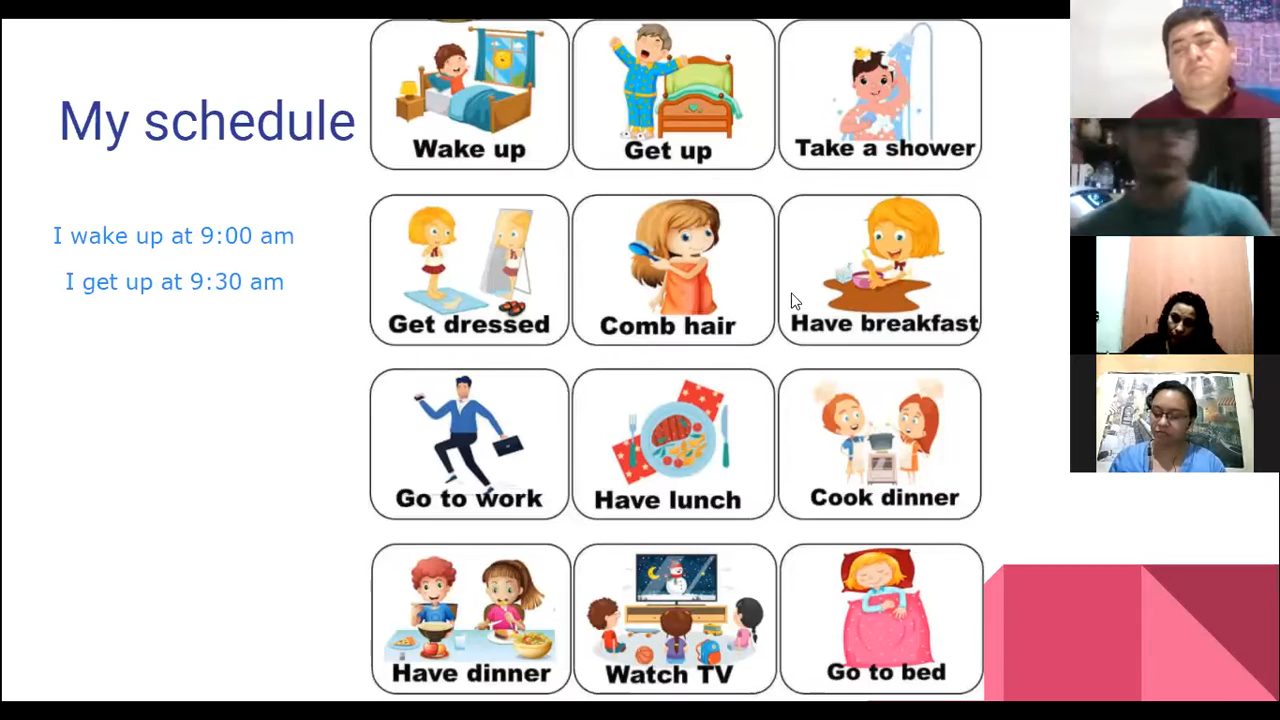 My schedule
I wake up at 9:00 am
I get up at 9:30 am
Wake up
Get up
Take a shower
Get dressed
Comb hair
Have breakfast
Go to work
Have lunch
Cook dinner
Have dinner
Watch TV
Go to bed